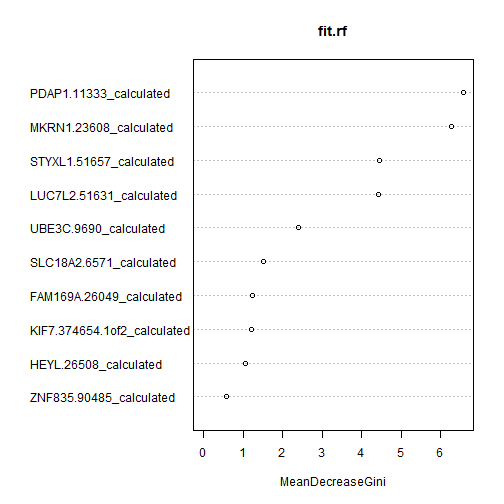 fit.rf
PDAP1.11333_calculated
MKRN1.23608_calculated
STYXL1.51657_calculated
LUC7L2.51631_calculated
UBE3C.9690_calculated
SLC18A2.6571_calculated
FAM169A.26049_calculated
KIF7.374654.1of2_calculated
HEYL.26508_calculated
ZNF835.90485_calculated
0 1 2 3 4 5 6
MeanDecreaseGini